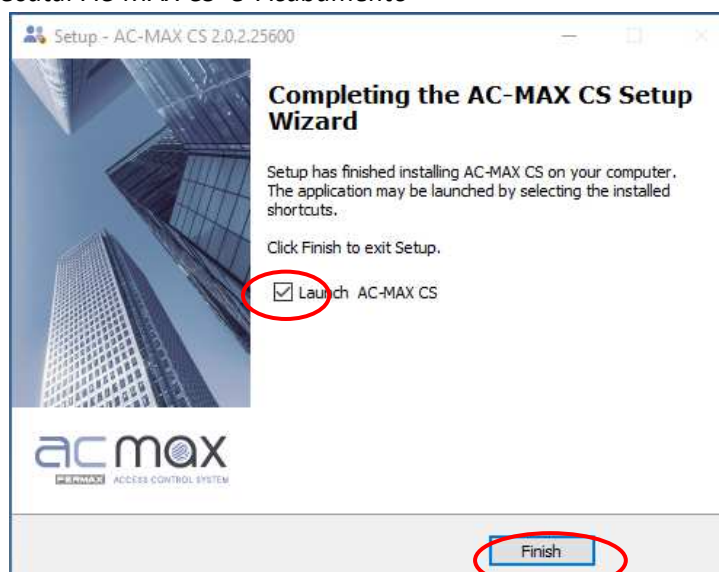 Setup - AC-MAX CS 2.0.2.25600
Completing the AC-MAX CS Setup
Wizard
Setup has finished installing AC-MAX CS on your computer.
The application may be launched by selecting the installed
shortcuts.
Click Finish to exit Setup.
Launch AC-MAX CS
acmax
FERMAX ACCESS CONTROL SYSTEM
Finish